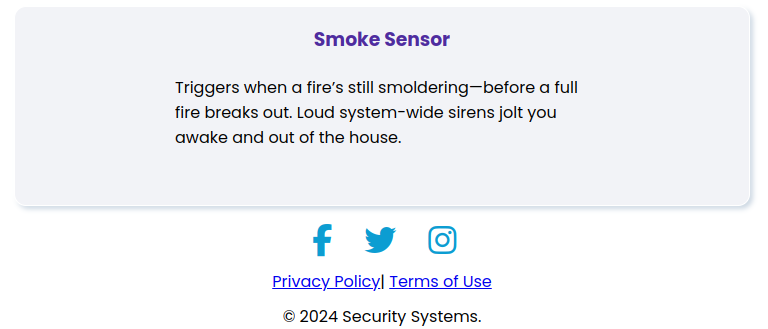 Smoke Sensor
Triggers when a fire’s still smoldering—before a full
fire breaks out. Loud system-wide sirens jolt you
awake and out of the house.
Privacy Policy| Terms of Use
© 2024 Security Systems.